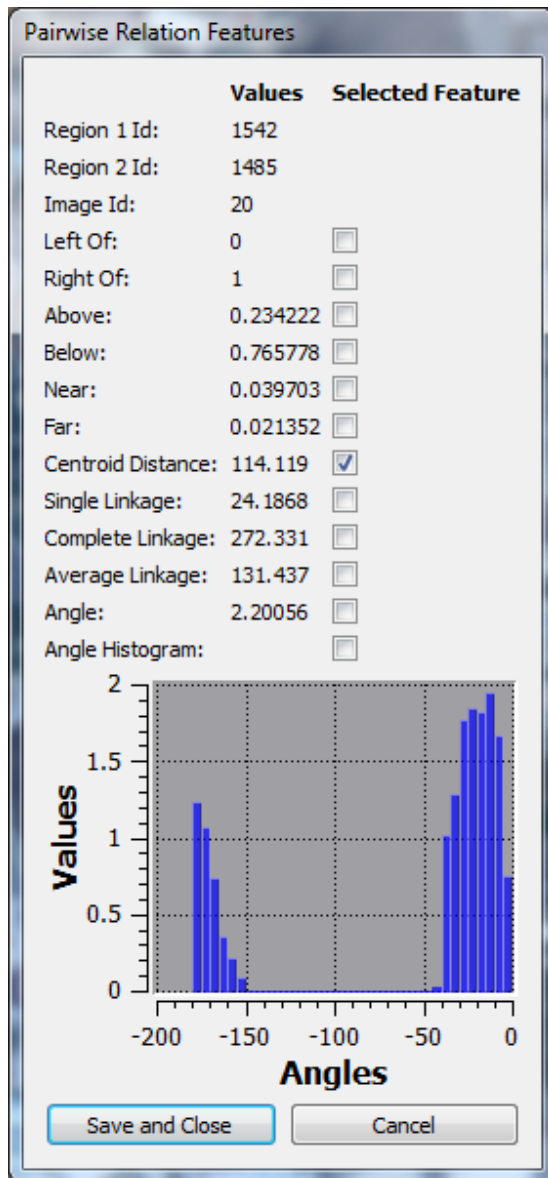 Pairwise Relation Features
Values Selected Feature
Region 1 Id: 1542
Region 2 Id: 1485
Image Id: 20
Left Of: 0
Right Of: 1
Above: 0.234222
Below: 0.765778
Near: 0.039703
Far: 0.021352
Centroid Distance: 114.119
Single Linkage: 24.1868
Complete Linkage: 272.331
Average Linkage: 131.437
Angle: 2.20056
Angle Histogram:
2
1.5
1
0.5
0
Values
-200 -150 -100 -50 0
Angles
Save and Close Cancel